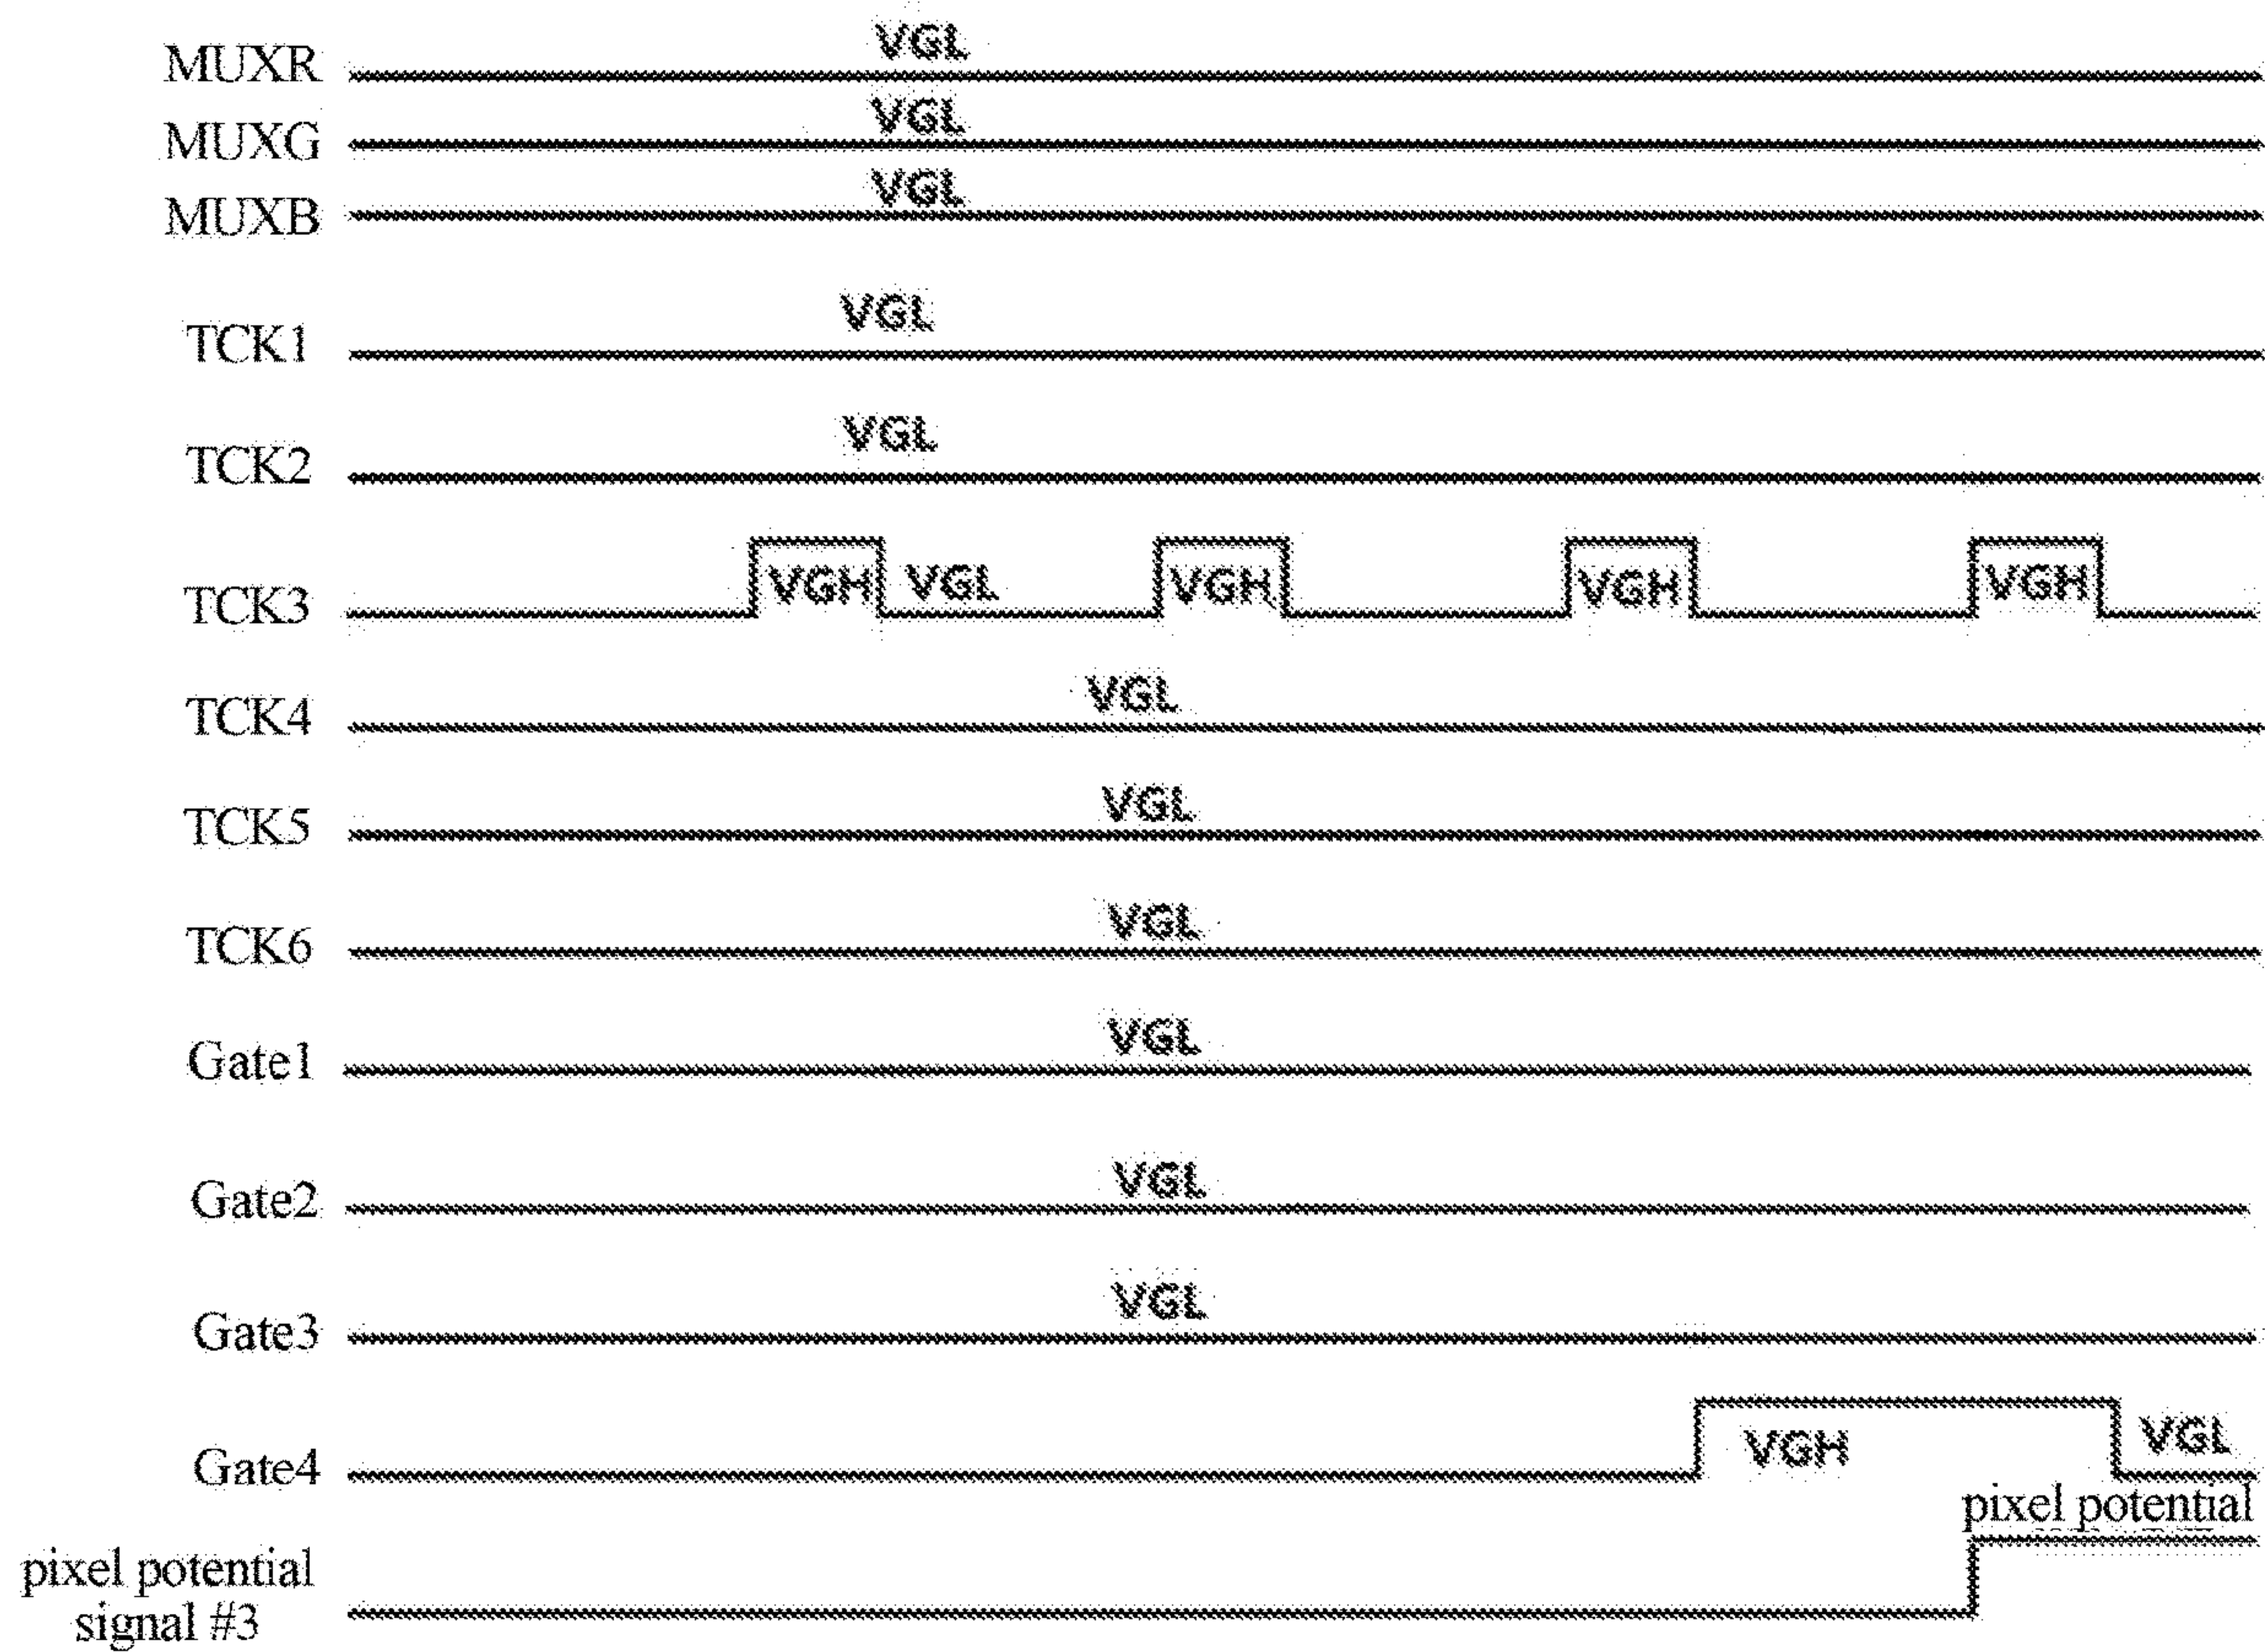 VGL
MUXR
VGL
MUXG
VGL
MUXB
VGL
TCK1
VGL
TCK2
TCK3 VGH VGL VGH VGH VGH
VGL
TCK4
VGL
TCK5
VGL
TCK6
VGL
Gate1
VGL
Gate2
VGL
Gate3
Gate4 VGH VGL
pixel potential
pixel potential
signal #3